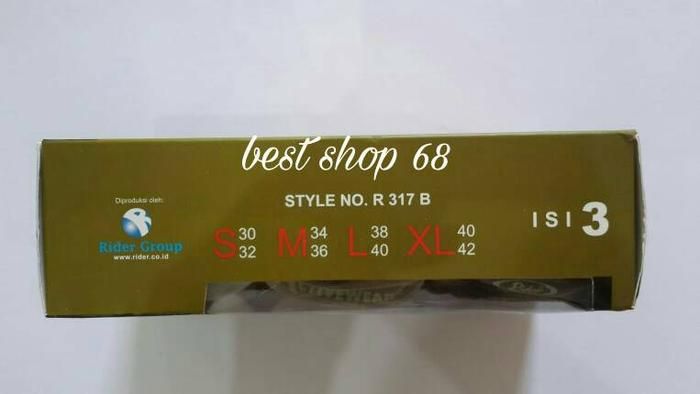 best shop 68
STYLE NO. R 317 B
Diproduksi oleh:
Rider Group
www.rider.co.id
S 30 32 M 34 36 L 38 40 XL 40 42
ISI 3
Rider